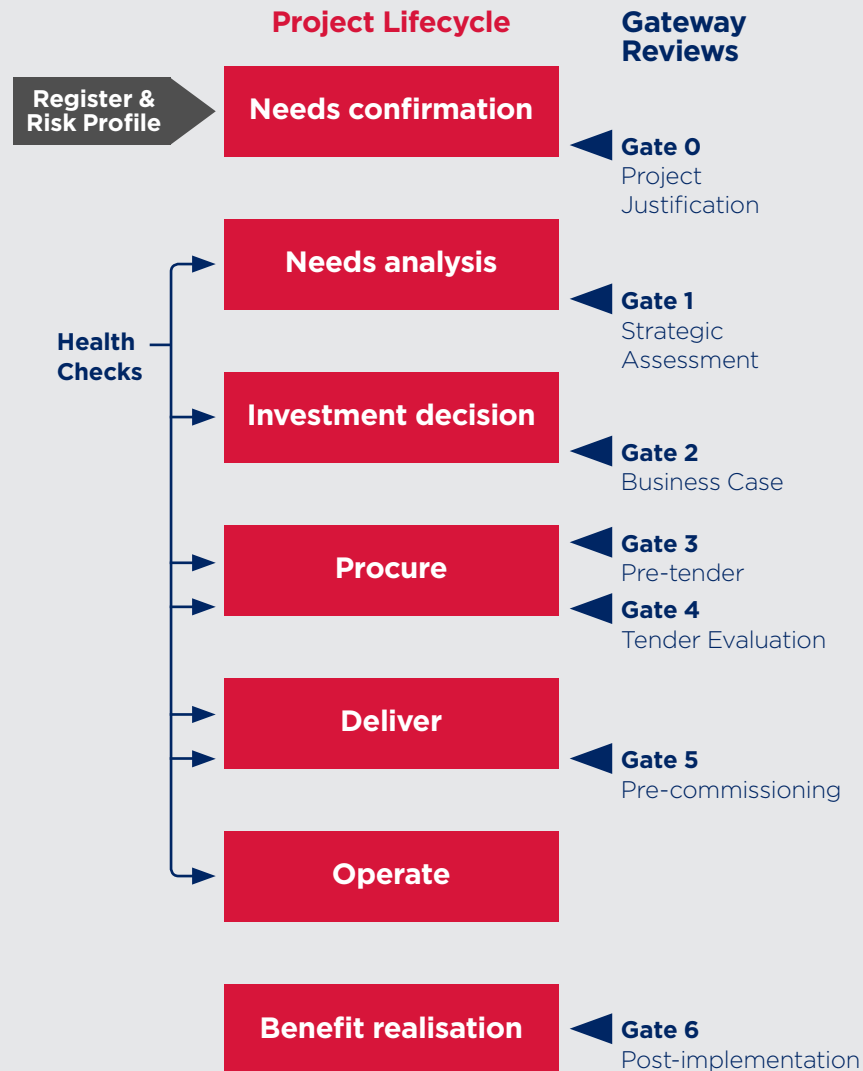 Project Lifecycle
Gateway
Reviews
Register &
Risk Profile
Needs confirmation
Gate 0
Project
Justification
Needs analysis
Gate 1
Strategic
Assessment
Health
Checks
Investment decision
Gate 2
Business Case
Procure
Gate 3
Pre-tender
Gate 4
Tender Evaluation
Deliver
Gate 5
Pre-commissioning
Operate
Benefit realisation
Gate 6
Post-implementation